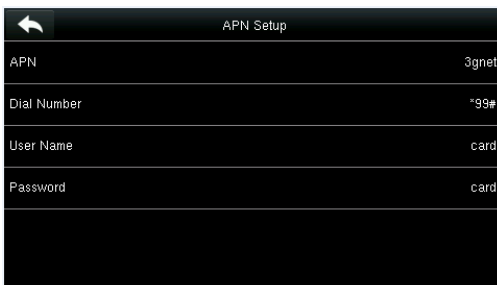 APN Setup
APN 3gnet
Dial Number *99#
User Name card
Password card